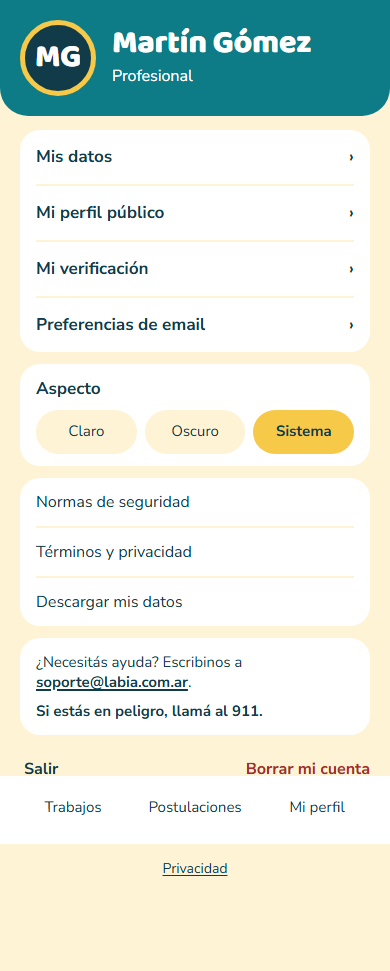 MG
Martín Gómez
Profesional
Mis datos ›
Mi perfil público ›
Mi verificación ›
Preferencias de email ›
Aspecto
Claro Oscuro Sistema
Normas de seguridad
Términos y privacidad
Descargar mis datos
¿Necesitás ayuda? Escribinos a
soporte@labia.com.ar.
Si estás en peligro, llamá al 911.
Salir Borrar mi cuenta
Trabajos Postulaciones Mi perfil
Privacidad